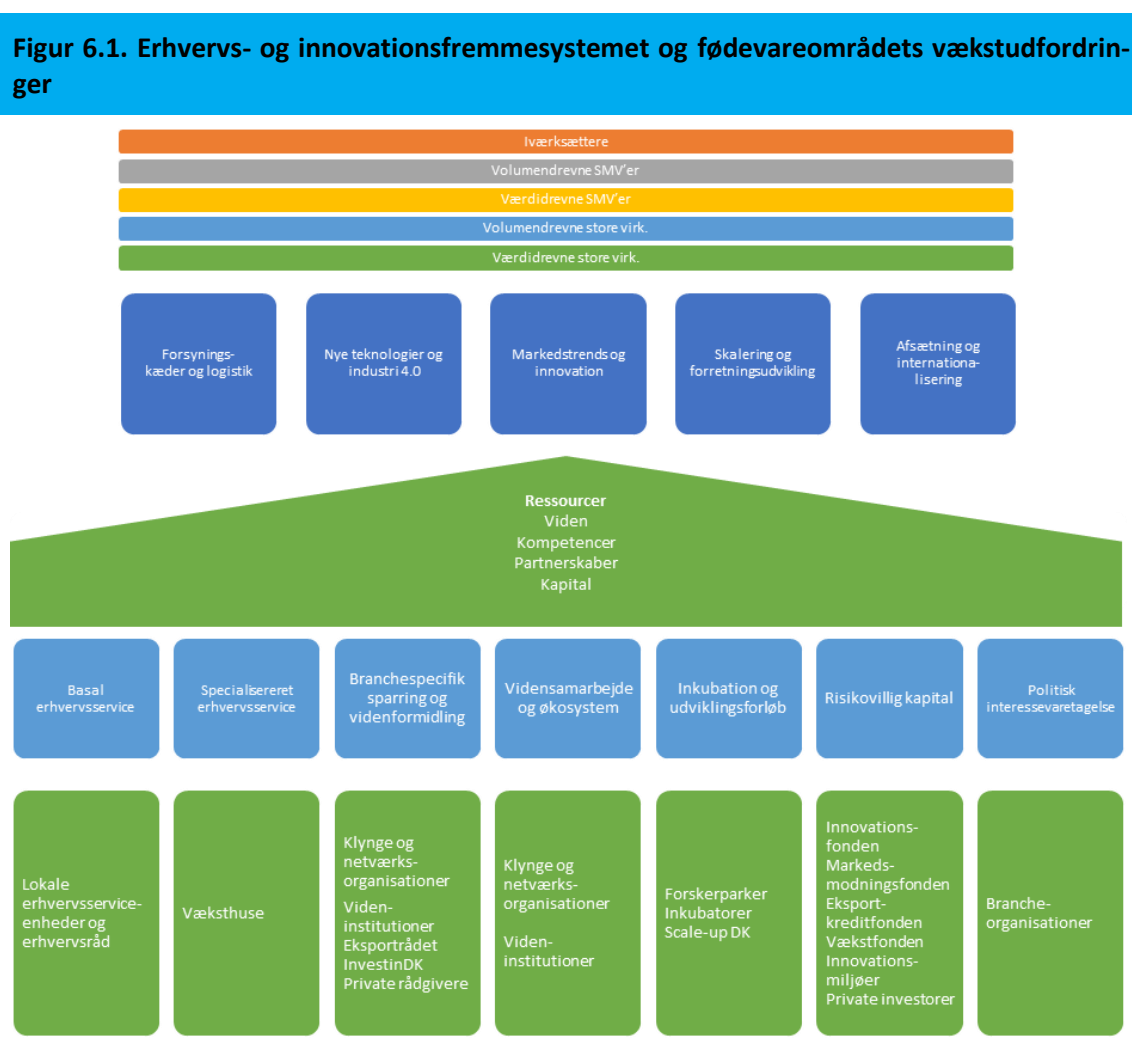 Figur 6.1. Erhvervs- og innovationsfremmesystemet og fødevareområdets vækstudfordrin-
ger
Iværksættere
Volumendrevne SMV'er
Værdidrevne SMV'er
Volumendrevne store virk.
Værdidrevne store virk.
Forsynings-
kæder og logistik
Nye teknologier og
industri 4.0
Markedstrends og
innovation
Skalering og
forretningsudvikling
Afsætning og
internationa-
lisering
Ressourcer
Viden
Kompetencer
Partnerskaber
Kapital
Basal
erhvervsservice
Specialisereret
erhvervsservice
Branchespecifik
sparring og
videnformidling
Vidensamarbejde
og økosystem
Inkubation og
udviklingsforløb
Risikovillig kapital
Politisk
interessevaretagelse
Lokale
erhvervsservice-
enheder og
erhvervsråd
Væksthuse
Klynge og
netværks-
organisationer
Viden-
institutioner
Eksportrådet
InvestinDK
Private rådgivere
Klynge og
netværks-
organisationer
Viden-
institutioner
Forskerparker
Inkubatorer
Scale-up DK
Innovations-
fonden
Markeds-
modningsfonden
Eksport-
kreditfonden
Vækstfonden
Innovations-
miljøer
Private investorer
Branche-
organisationer